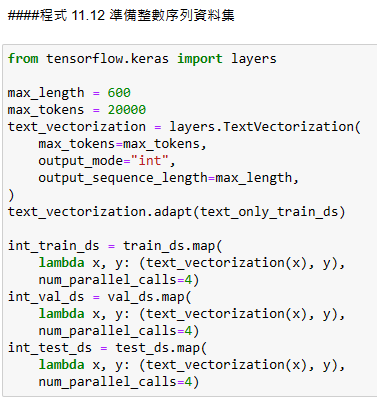 ####程式 11.12 準備整數序列資料集
from tensorflow.keras import layers
max_length = 600
max_tokens = 20000
text_vectorization = layers.TextVectorization(
    max_tokens=max_tokens,
    output_mode="int",
    output_sequence_length=max_length,
)
text_vectorization.adapt(text_only_train_ds)
int_train_ds = train_ds.map(
    lambda x, y: (text_vectorization(x), y),
    num_parallel_calls=4)
int_val_ds = val_ds.map(
    lambda x, y: (text_vectorization(x), y),
    num_parallel_calls=4)
int_test_ds = test_ds.map(
    lambda x, y: (text_vectorization(x), y),
    num_parallel_calls=4)